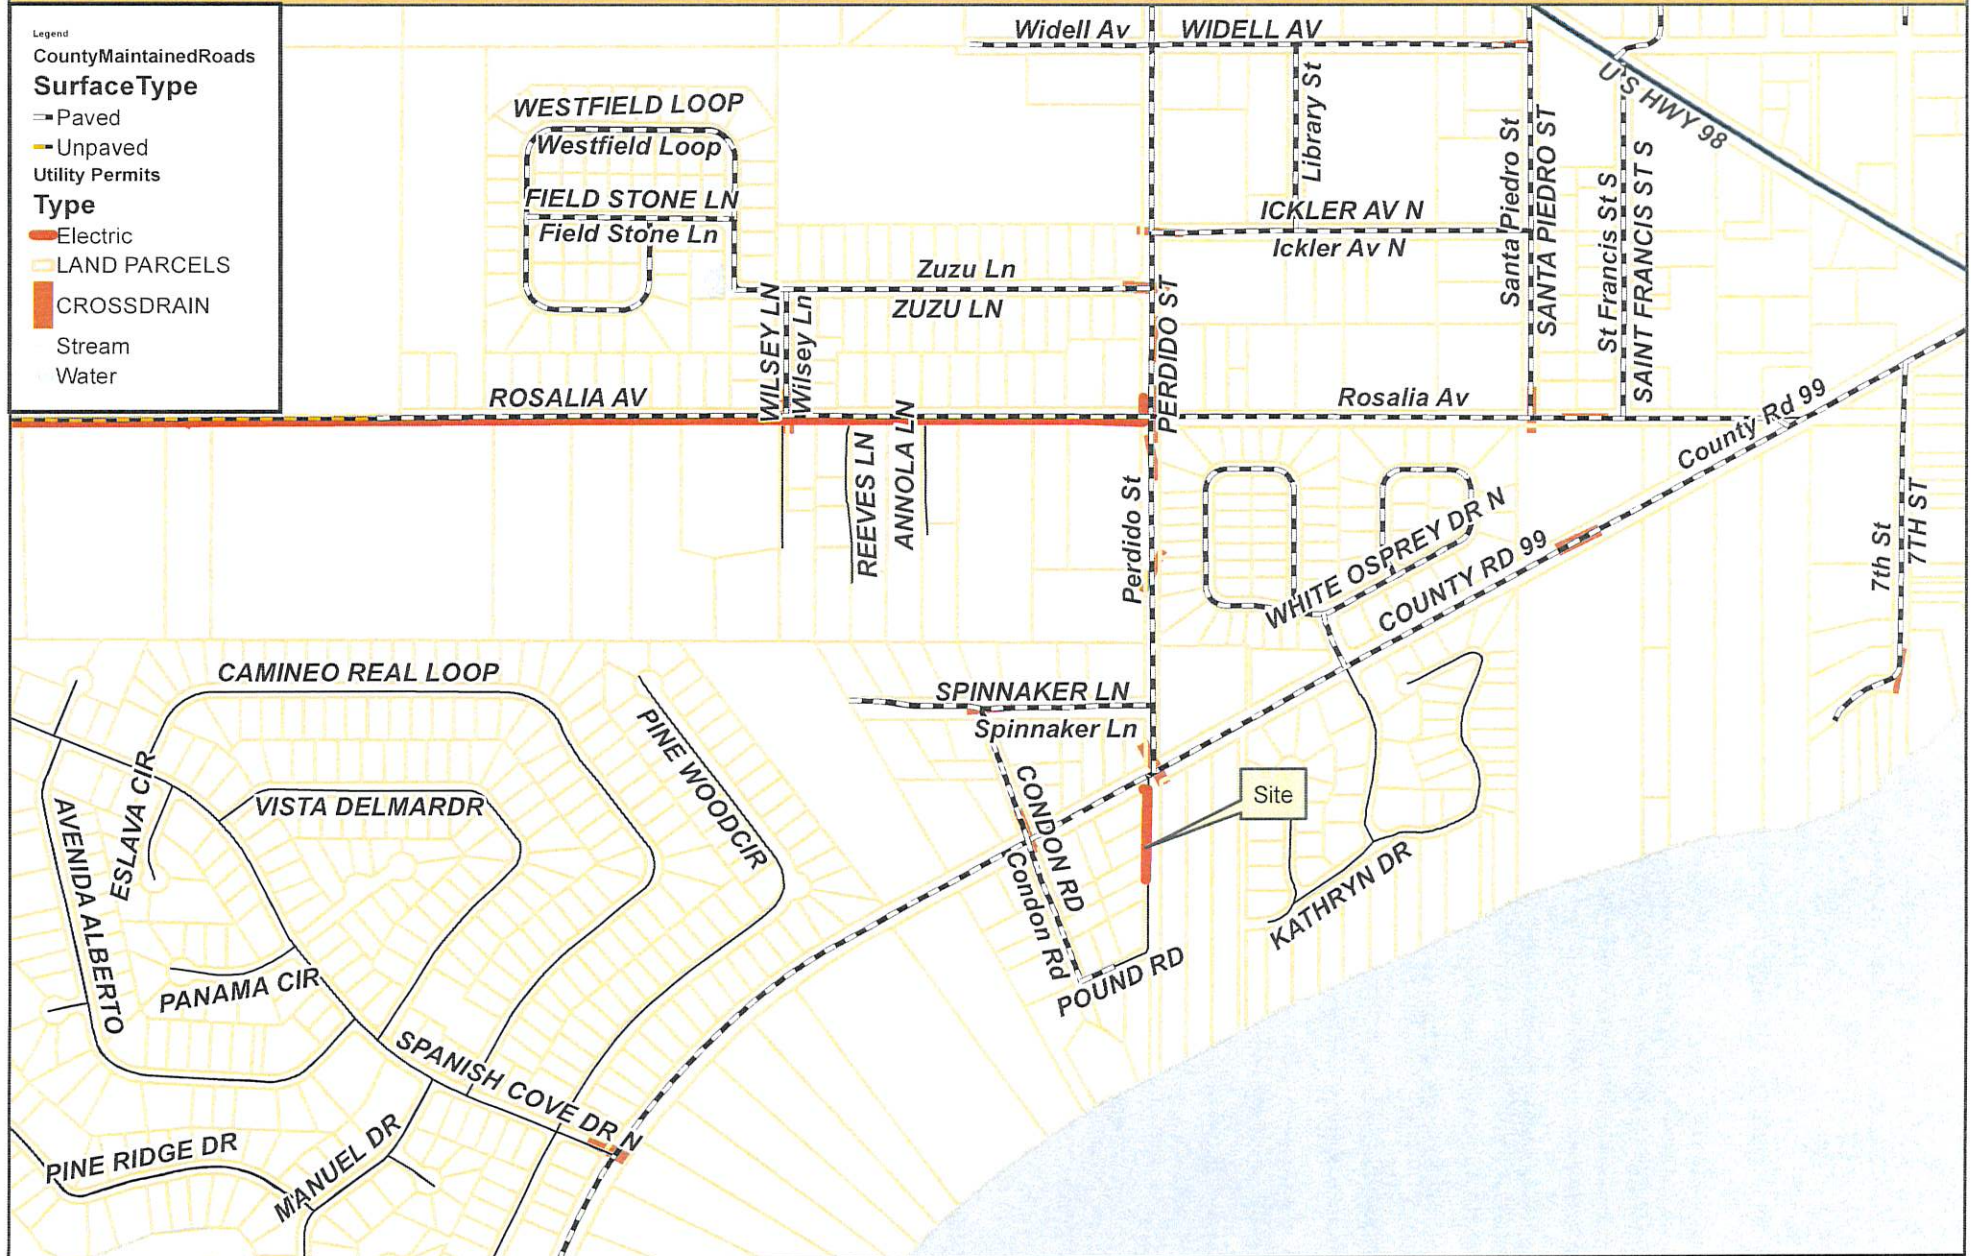 Legend
CountyMaintainedRoads
SurfaceType
Paved
Unpaved
Utility Permits
Type
Electric
LAND PARCELS
CROSSDRAIN
Stream
Water
Widell Av
WIDELL AV
Library St
U S HWY 98
WESTFIELD LOOP
Westfield Loop
FIELD STONE LN
Field Stone Ln
ICKLER AV N
Ickler Av N
Santa Piedro St
SANTA PIEDRO ST
St Francis St S
SAINT FRANCIS ST S
Zuzu Ln
ZUZU LN
WILSEY LN
Wilsey Ln
PERDIDO ST
ROSALIA AV
Rosalia Av
County Rd 99
REEVES LN
ANNOLA LN
Perdido St
WHITE OSPREY DR N
COUNTY RD 99
7th St
7TH ST
CAMINEO REAL LOOP
SPINNAKER LN
Spinnaker Ln
PINE WOODCIR
ESLAVA CIR
VISTA DELMARDR
AVENIDA ALBERTO
CONDON RD
Condon Rd
Site
KATHRYN DR
PANAMA CIR
POUND RD
SPANISH COVE DR N
PINE RIDGE DR
MANUEL DR